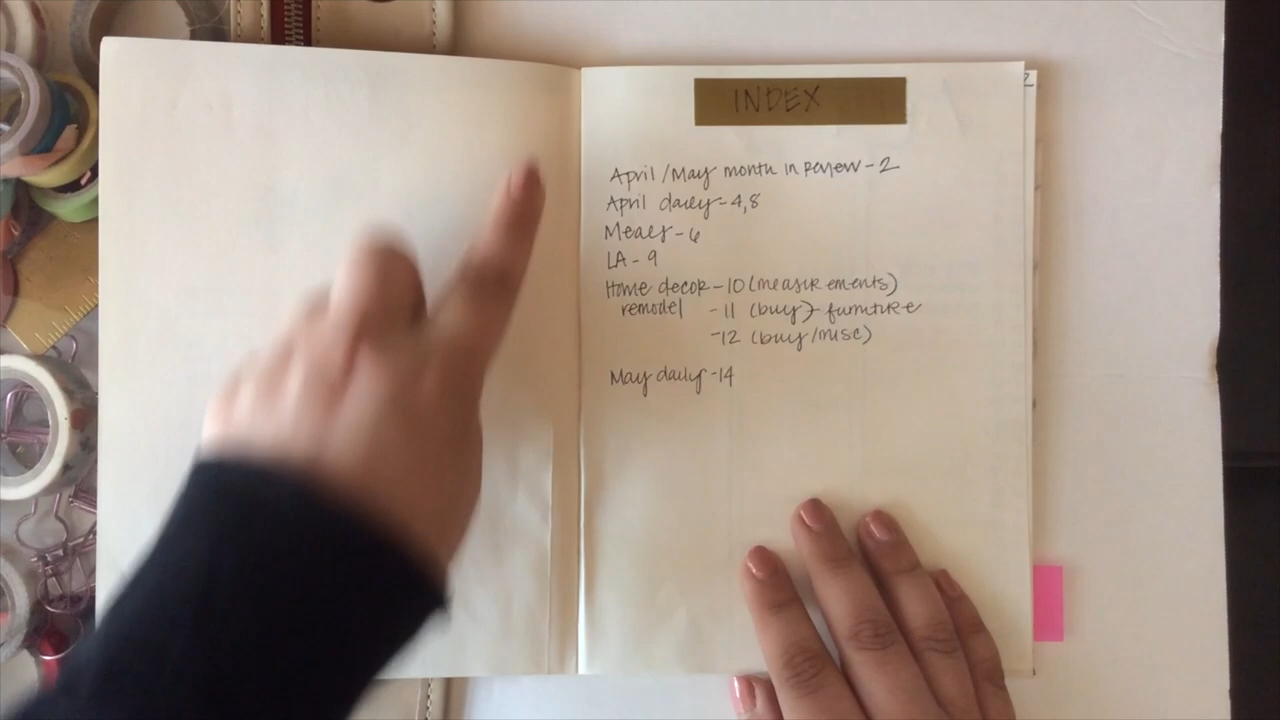 INDEX
2
April/May month in Review - 2
April daily - 4,8
Meals - 6
LA - 9
Home decor - 10 (measurements)
remodel - 11 (buy) - furniture
- 12 (buy/misc)
May daily - 14